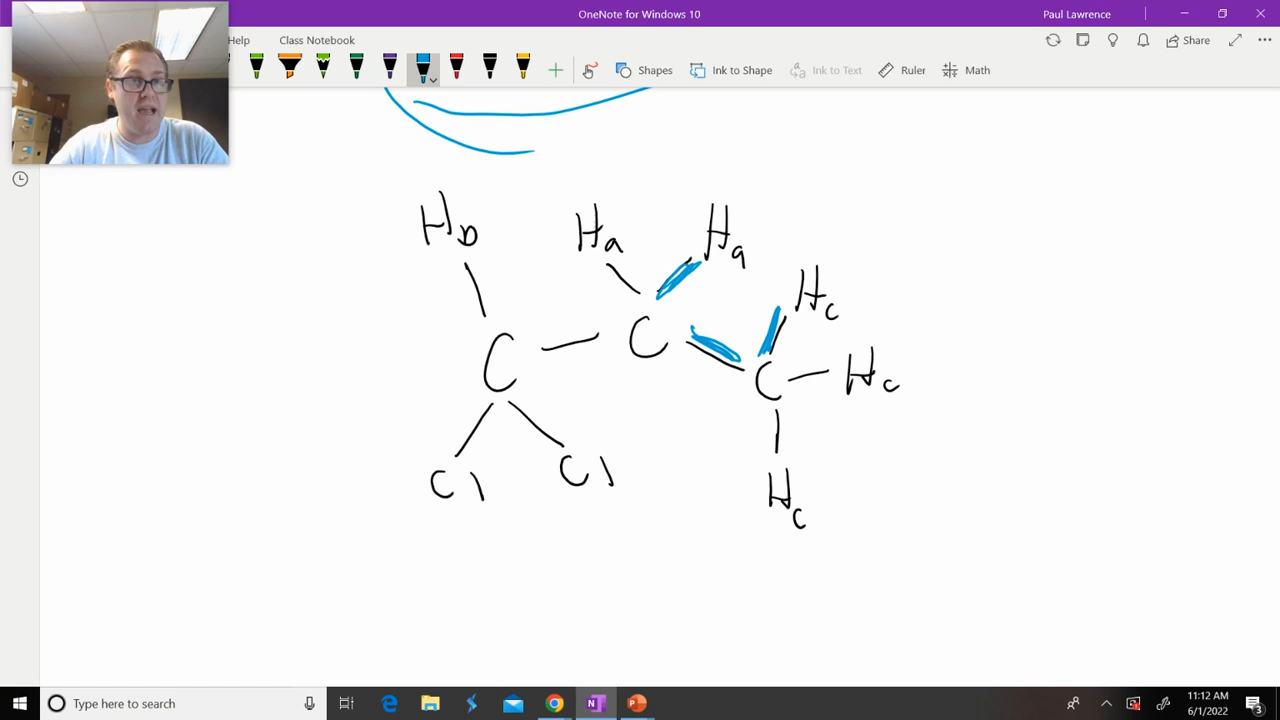 OneNote for Windows 10
Paul Lawrence
Help
Class Notebook
Share
Shapes
Ink to Shape
Ink to Text
Ruler
Math
Hb Ha Ha
Hc
C C
C Hc
Cl Cl
Hc
Type here to search
11:12 AM
6/1/2022
3